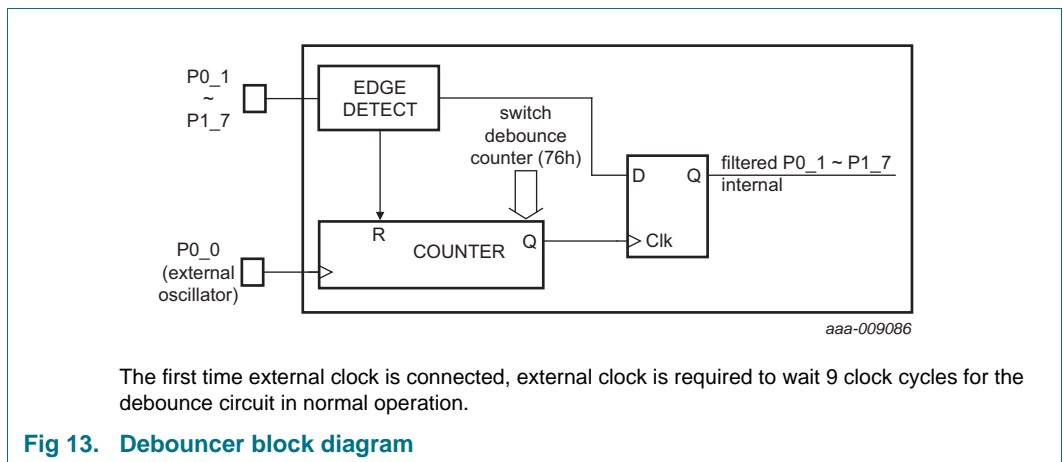 P0_1
~
P1_7
EDGE
DETECT
switch
debounce
counter (76h)
D
Q
filtered P0_1 ~ P1_7
internal
R
Q
COUNTER
Clk
P0_0
(external
oscillator)
aaa-009086
The first time external clock is connected, external clock is required to wait 9 clock cycles for the
debounce circuit in normal operation.
Fig 13. Debouncer block diagram